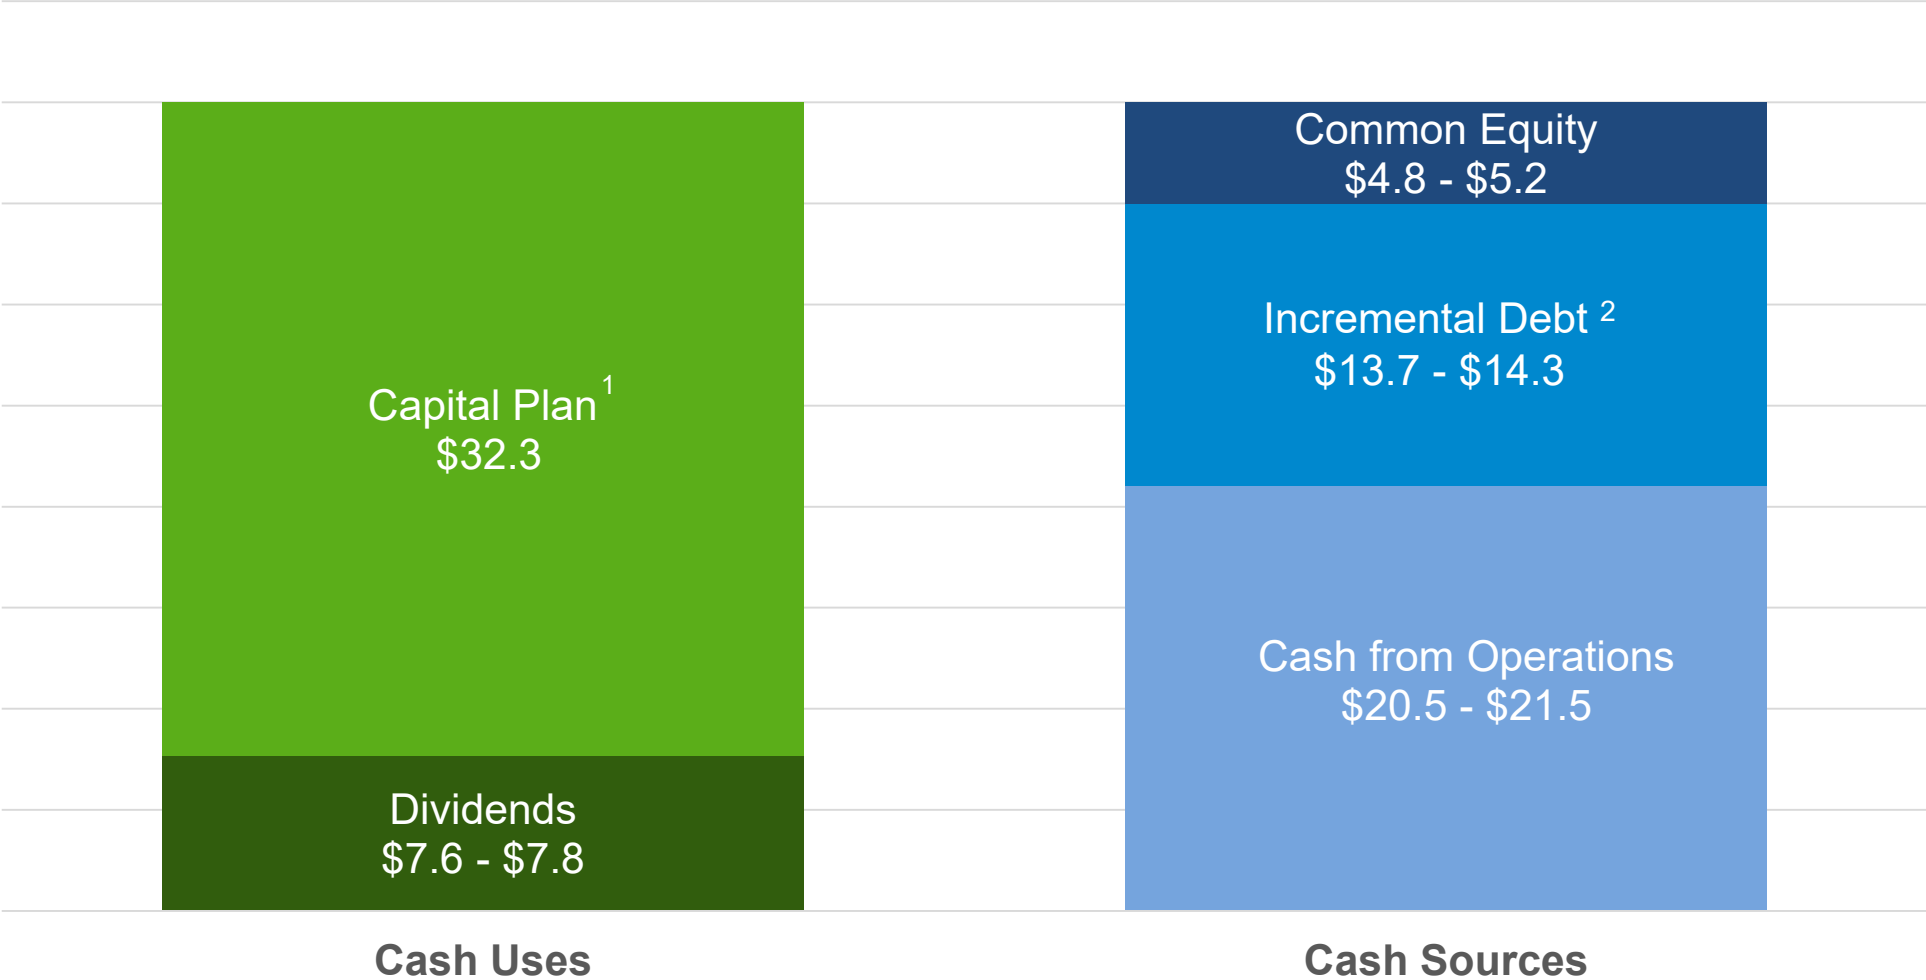 Capital Plan 1
$32.3
Dividends
$7.6 - $7.8
Cash Uses
Common Equity
$4.8 - $5.2
Incremental Debt 2
$13.7 - $14.3
Cash from Operations
$20.5 - $21.5
Cash Sources